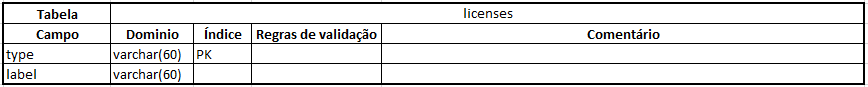 Tabela licenses
Campo Dominio Índice Regras de validação Comentário
type varchar(60) PK
label varchar(60)